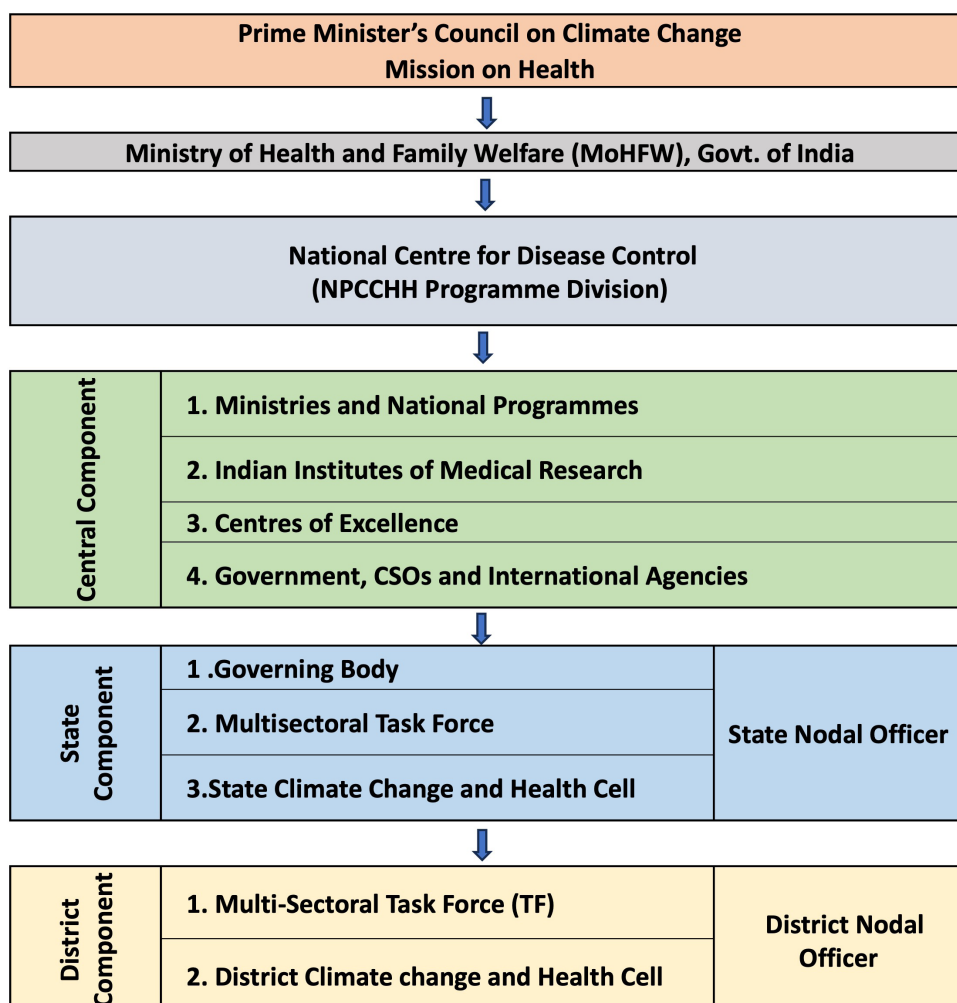 Prime Minister’s Council on Climate Change
Mission on Health
Ministry of Health and Family Welfare (MoHFW), Govt. of India
National Centre for Disease Control
(NPCCHH Programme Division)
Central Component
1. Ministries and National Programmes
2. Indian Institutes of Medical Research
3. Centres of Excellence
4. Government, CSOs and International Agencies
State
Component
1 .Governing Body
2. Multisectoral Task Force
3.State Climate Change and Health Cell
State Nodal Officer
District
Component
1. Multi-Sectoral Task Force (TF)
2. District Climate change and Health Cell
District Nodal
Officer